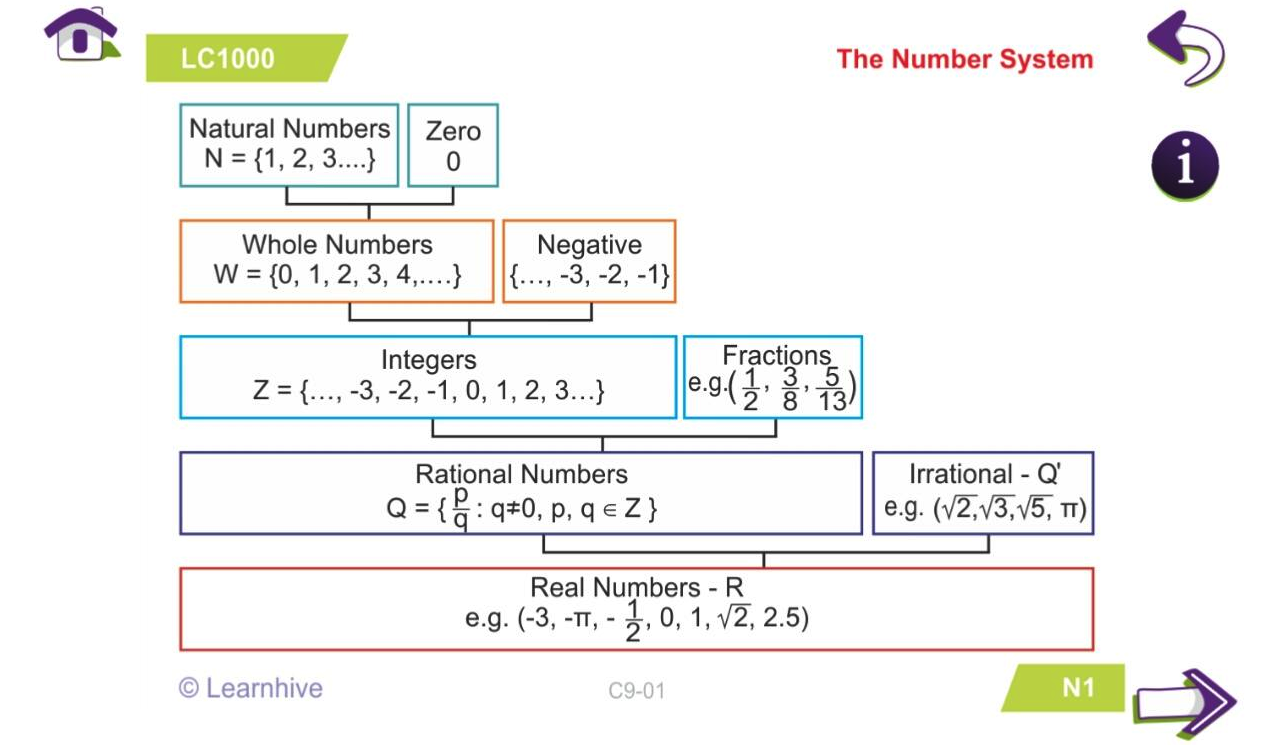 LC1000
The Number System
Natural Numbers
N = {1, 2, 3....}
Zero
0
Whole Numbers
W = {0, 1, 2, 3, 4,....}
Negative
{..., -3, -2, -1}
Integers
Z = {..., -3, -2, -1, 0, 1, 2, 3...}
Fractions
e.g.(1/2, 3/8, 5/13)
Rational Numbers
Q = {p/q : q≠0, p, q ∈ Z }
Irrational - Q'
e.g. (√2,√3,√5, π)
Real Numbers - R
e.g. (-3, -π, - 1/2, 0, 1, √2, 2.5)
© Learnhive
C9-01
N1